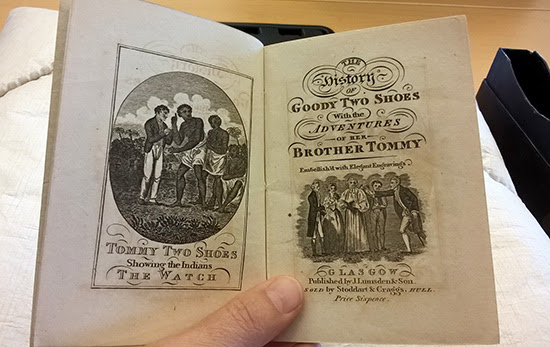 TOMMY TWO SHOES
Showing the Indians
THE WATCH
THE
History
OF
GOODY TWO SHOES
With the
ADVENTURES
OF HER
BROTHER TOMMY
Embellish'd with Elegant Engravings
GLASGOW
Published by J. Lumsden & Son.
SOLD by Stoddart & Craggs, HULL
Price Sixpence.